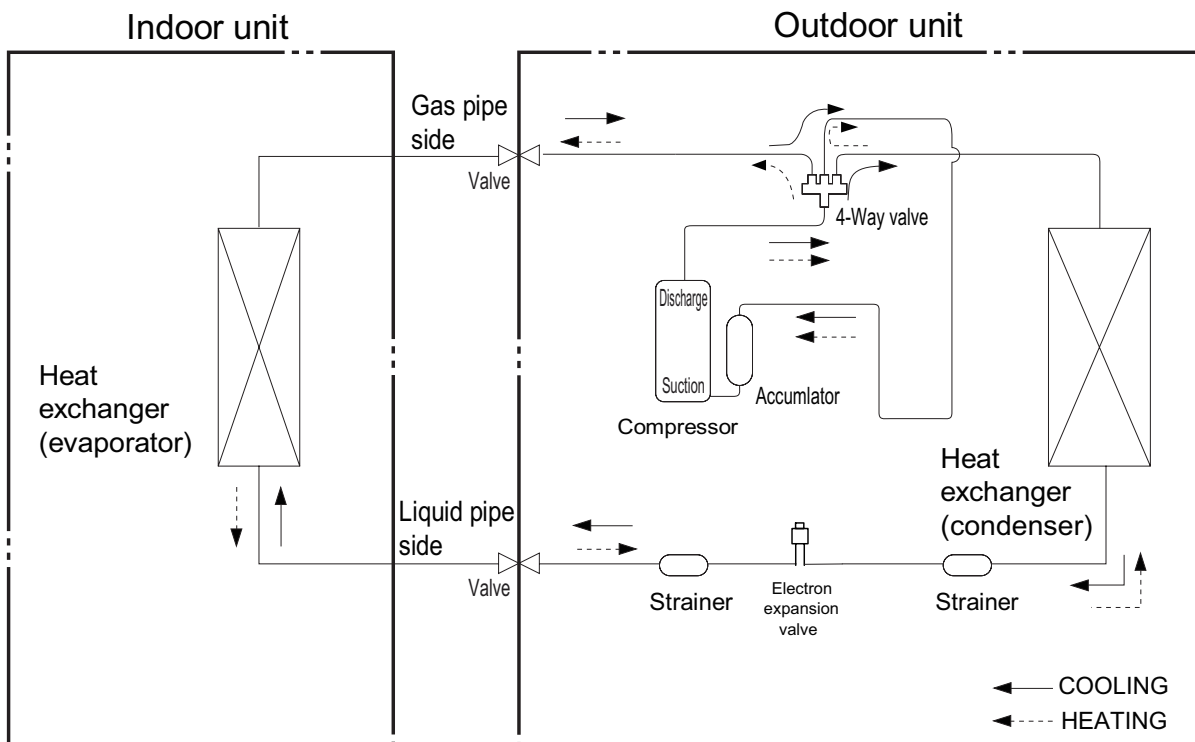 Indoor unit
Outdoor unit
Gas pipe
side
Valve
4-Way valve
Discharge
Suction
Accumlator
Compressor
Heat
exchanger
(evaporator)
Heat
exchanger
(condenser)
Liquid pipe
side
Valve
Strainer
Electron
expansion
valve
Strainer
COOLING
HEATING